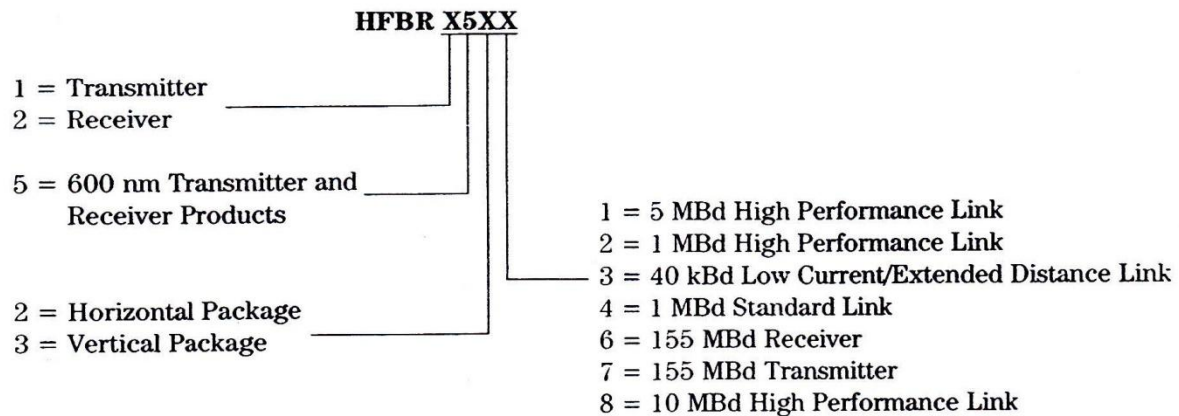 HFBR X5XX
1 = Transmitter
2 = Receiver
5 = 600 nm Transmitter and
Receiver Products
2 = Horizontal Package
3 = Vertical Package
1 = 5 MBd High Performance Link
2 = 1 MBd High Performance Link
3 = 40 kBd Low Current/Extended Distance Link
4 = 1 MBd Standard Link
6 = 155 MBd Receiver
7 = 155 MBd Transmitter
8 = 10 MBd High Performance Link